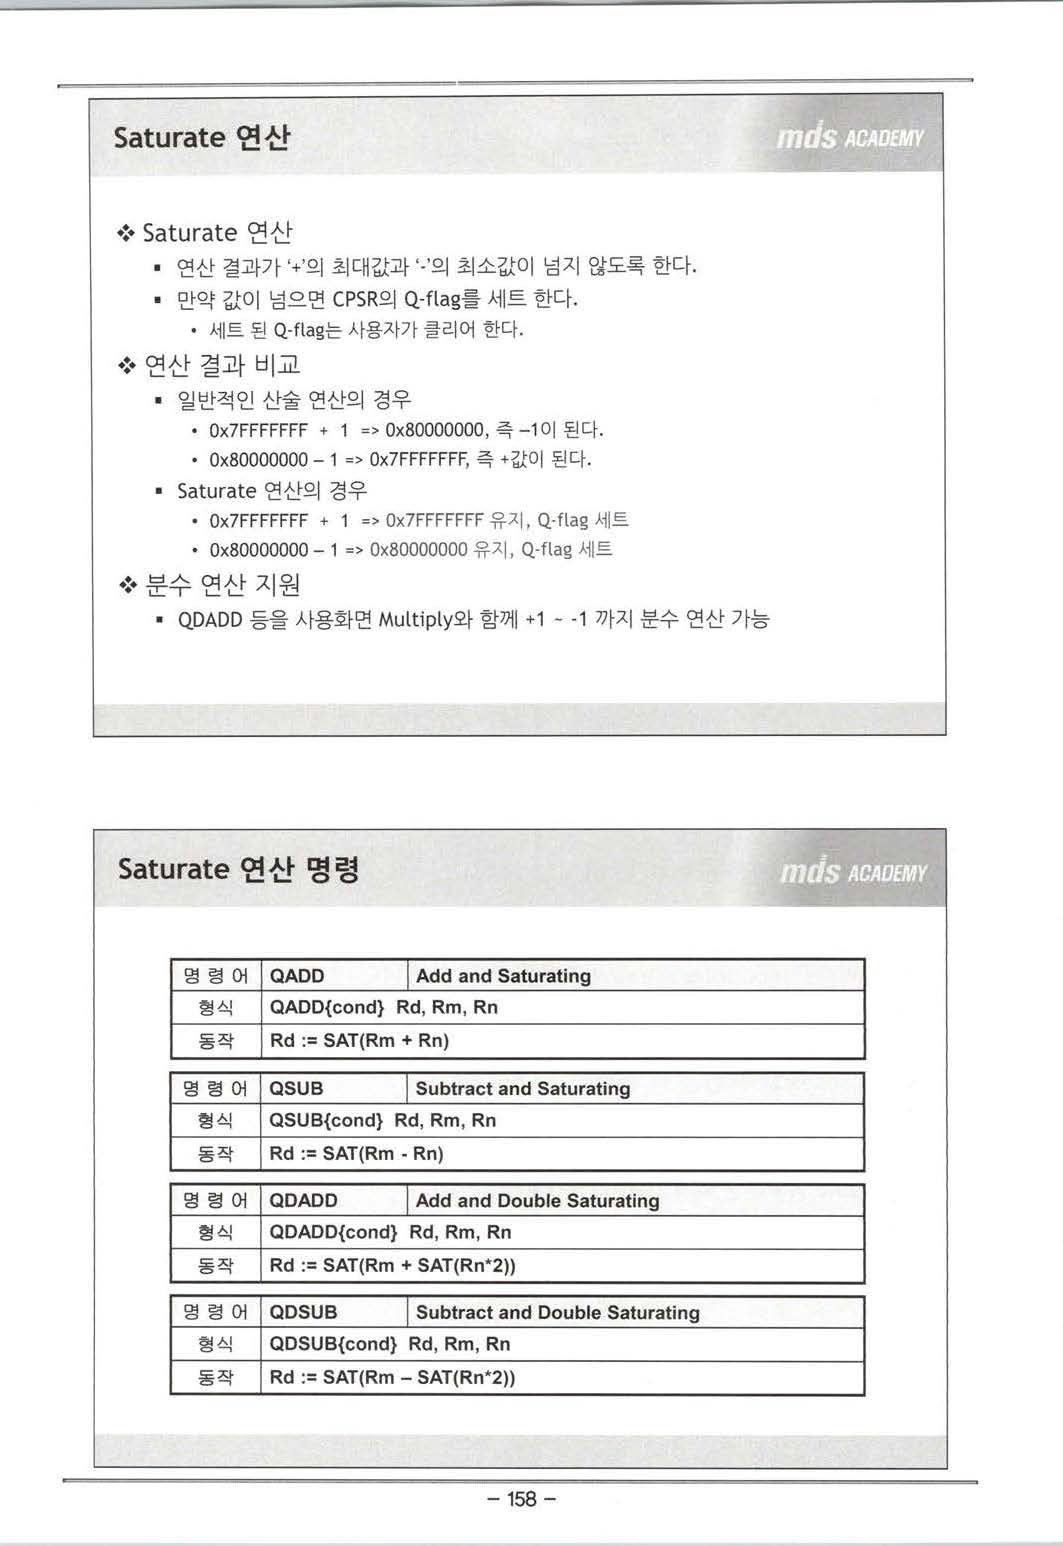 Saturate 연산
mds ACADEMY
❖ Saturate 연산
▪ 연산 결과가 '+'의 최대값과 '-'의 최소값이 넘지 않도록 한다.
▪ 만약 값이 넘으면 CPSR의 Q-flag를 세트 한다.
• 세트 된 Q-flag는 사용자가 클리어 한다.
❖ 연산 결과 비교
▪ 일반적인 산술 연산의 경우
• 0x7FFFFFFF + 1 => 0x80000000, 즉 –1이 된다.
• 0x80000000 – 1 => 0x7FFFFFFF, 즉 +값이 된다.
▪ Saturate 연산의 경우
• 0x7FFFFFFF + 1 => 0x7FFFFFFF 유지, Q-flag 세트
• 0x80000000 – 1 => 0x80000000 유지, Q-flag 세트
❖ 분수 연산 지원
▪ QDADD 등을 사용화면 Multiply와 함께 +1 ~ -1 까지 분수 연산 가능
Saturate 연산 명령
mds ACADEMY
명 령 어 QADD Add and Saturating
형식 QADD{cond} Rd, Rm, Rn
동작 Rd := SAT(Rm + Rn)
명 령 어 QSUB Subtract and Saturating
형식 QSUB{cond} Rd, Rm, Rn
동작 Rd := SAT(Rm - Rn)
명 령 어 QDADD Add and Double Saturating
형식 QDADD{cond} Rd, Rm, Rn
동작 Rd := SAT(Rm + SAT(Rn*2))
명 령 어 QDSUB Subtract and Double Saturating
형식 QDSUB{cond} Rd, Rm, Rn
동작 Rd := SAT(Rm – SAT(Rn*2))
– 158 –